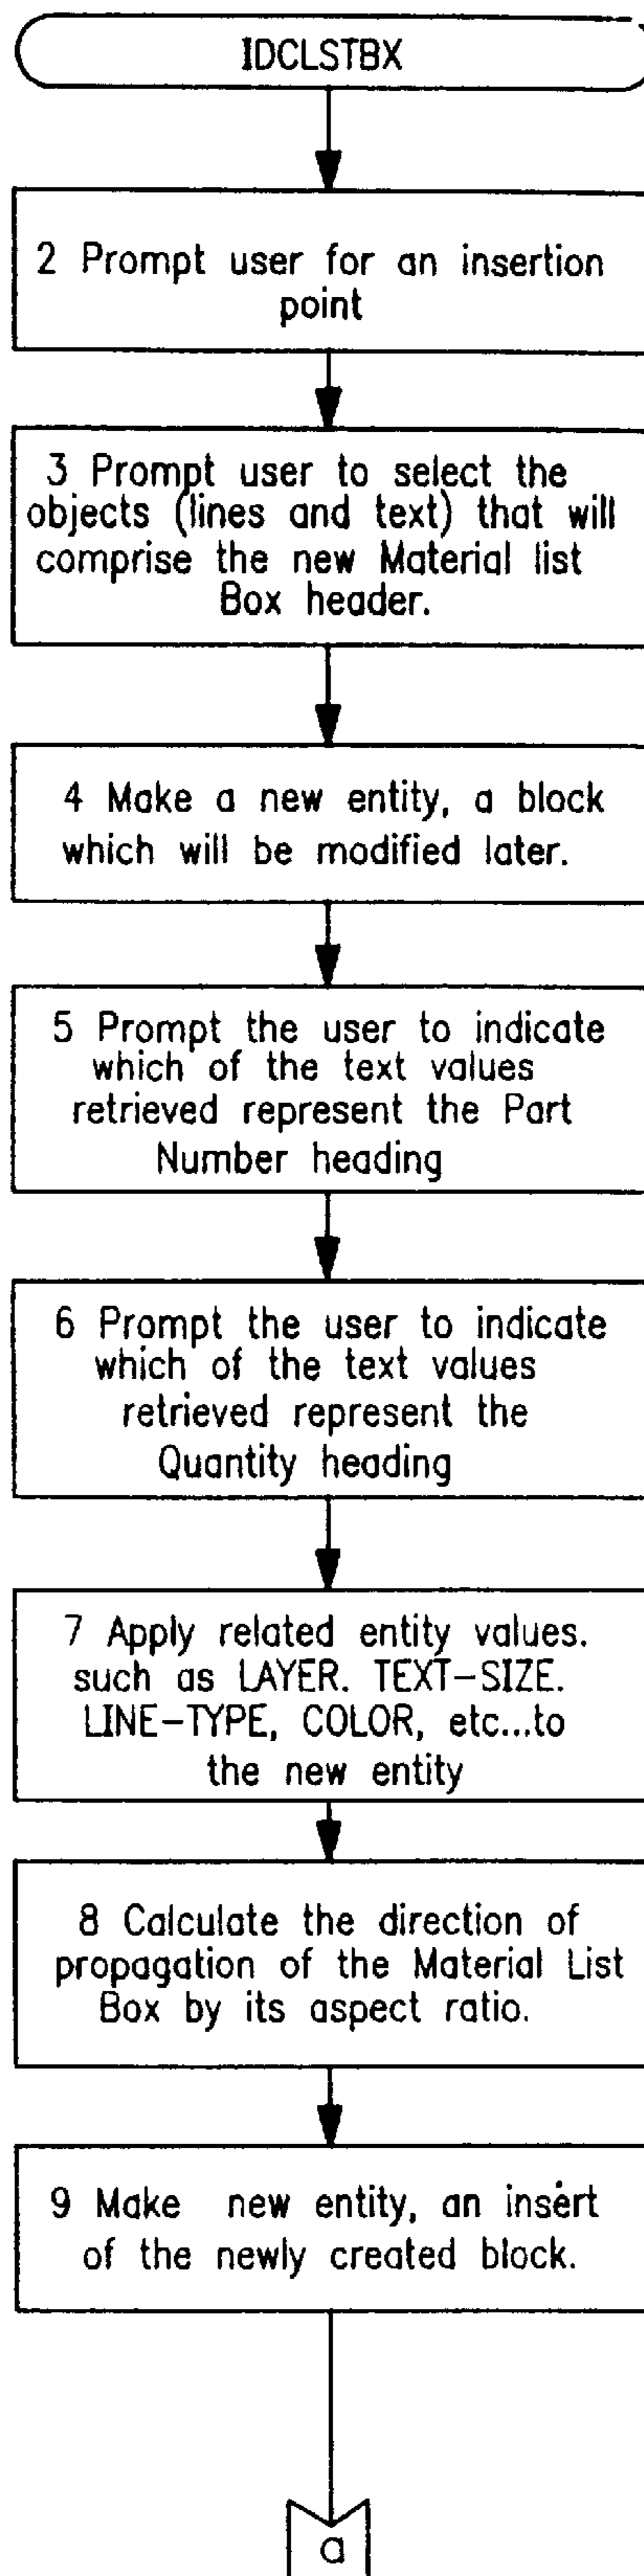 IDCLSTBX
2 Prompt user for an insertion
point
3 Prompt user to select the
objects (lines and text) that will
comprise the new Material list
Box header.
4 Make a new entity, a block
which will be modified later.
5 Prompt the user to indicate
which of the text values
retrieved represent the Part
Number heading
6 Prompt the user to indicate
which of the text values
retrieved represent the
Quantity heading
7 Apply related entity values.
such as LAYER. TEXT-SIZE.
LINE-TYPE, COLOR, etc...to
the new entity
8 Calculate the direction of
propagation of the Material List
Box by its aspect ratio.
9 Make new entity, an insert
of the newly created block.
a